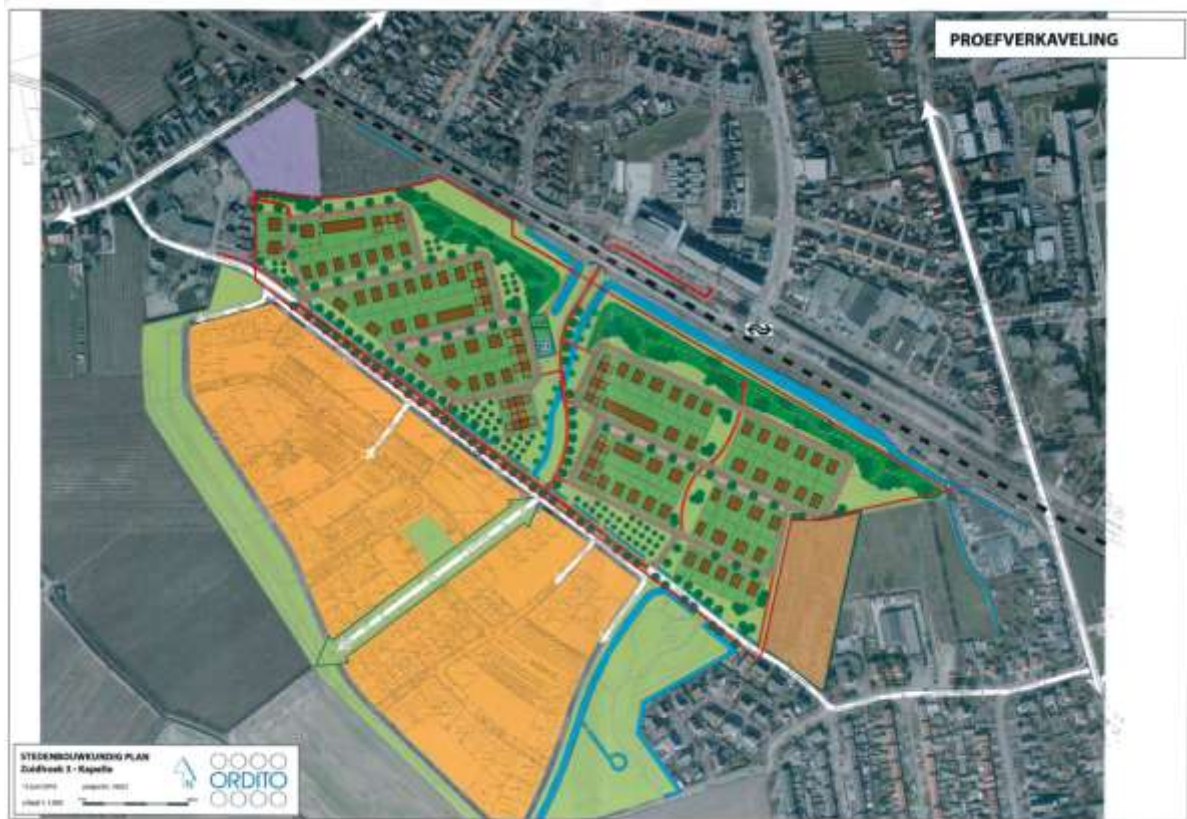 PROEFVERKAVELING
STEDENBOUWKUNDIG PLAN
Zuidhoek 3 - Kapelle
N
ORDITO